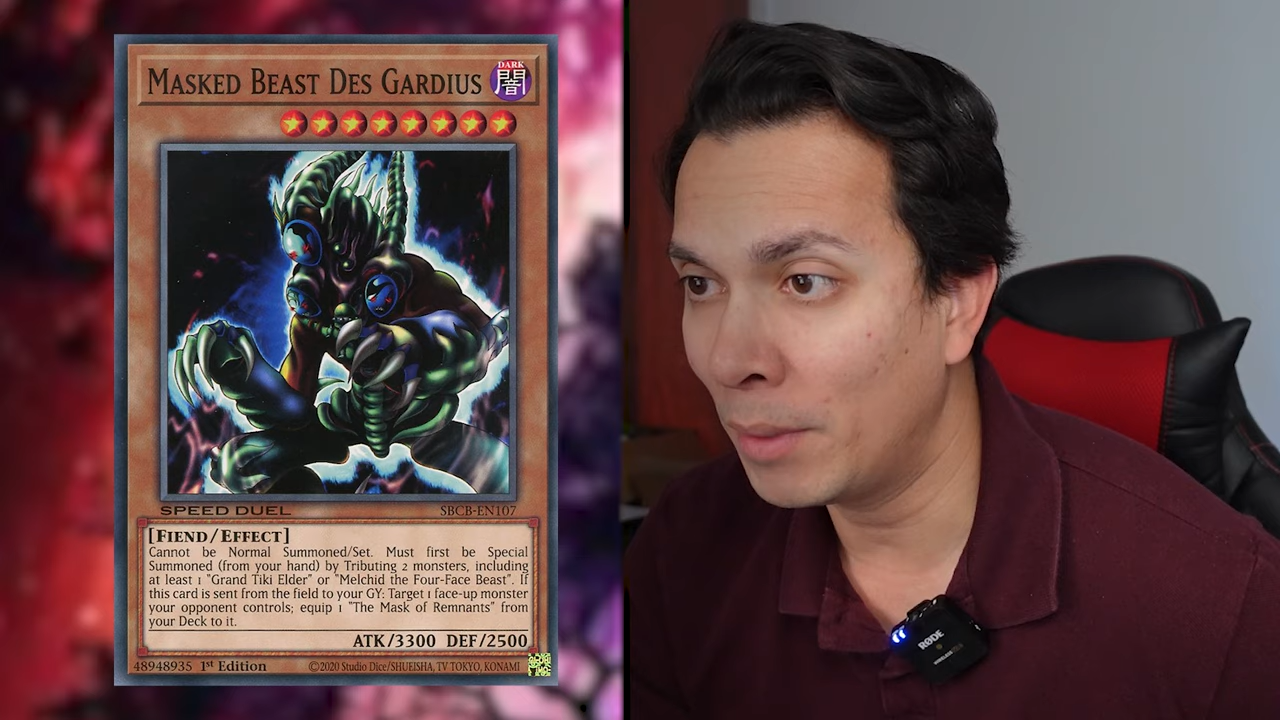 MASKED BEAST DES GARDIUS
DARK
闇
SPEED DUEL
SBCB-EN107
[FIEND/EFFECT]
Cannot be Normal Summoned/Set. Must first be Special
Summoned (from your hand) by Tributing 2 monsters, including
at least 1 "Grand Tiki Elder" or "Melchid the Four-Face Beast". If
this card is sent from the field to your GY: Target 1 face-up monster
your opponent controls; equip 1 "The Mask of Remnants" from
your Deck to it.
ATK/3300 DEF/2500
48948935 1st Edition
©2020 Studio Dice/SHUEISHA, TV TOKYO, KONAMI
RØDE